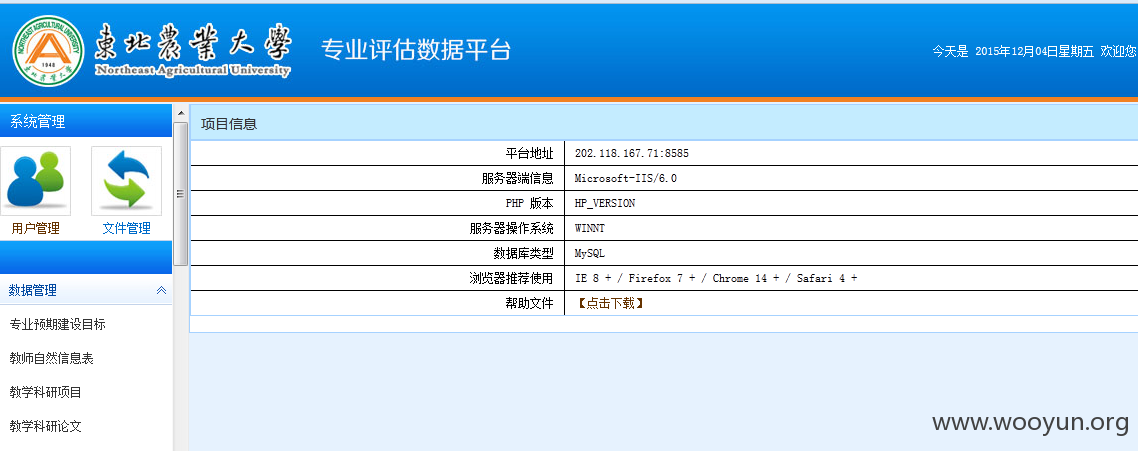 NORTHEAST AGRICULTURAL UNIVERSITY
1948
東北農業大學
東北農業大學
Northeast Agricultural University
专业评估数据平台
今天是 2015年12月04日星期五 欢迎您
系统管理
用户管理
文件管理
数据管理
专业预期建设目标
教师自然信息表
教学科研项目
教学科研论文
项目信息
平台地址 202.118.167.71:8585
服务器端信息 Microsoft-IIS/6.0
PHP 版本 HP_VERSION
服务器操作系统 WINNT
数据库类型 MySQL
浏览器推荐使用 IE 8 + / Firefox 7 + / Chrome 14 + / Safari 4 +
帮助文件 【点击下载】
www.wooyun.org